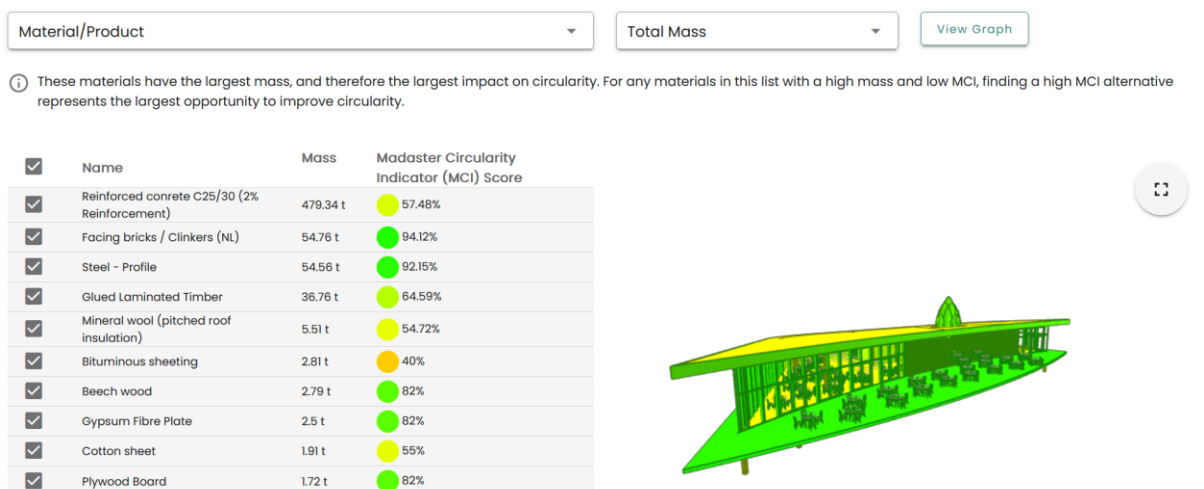 Material/Product
Total Mass
View Graph
These materials have the largest mass, and therefore the largest impact on circularity. For any materials in this list with a high mass and low MCI, finding a high MCI alternative
represents the largest opportunity to improve circularity.
Name
Mass
Madaster Circularity
Indicator (MCI) Score
Reinforced conrete C25/30 (2%
Reinforcement)
479.34 t
57.48%
Facing bricks / Clinkers (NL)
54.76 t
94.12%
Steel - Profile
54.56 t
92.15%
Glued Laminated Timber
36.76 t
64.59%
Mineral wool (pitched roof
insulation)
5.51 t
54.72%
Bituminous sheeting
2.81 t
40%
Beech wood
2.79 t
82%
Gypsum Fibre Plate
2.5 t
82%
Cotton sheet
1.91 t
55%
Plywood Board
1.72 t
82%